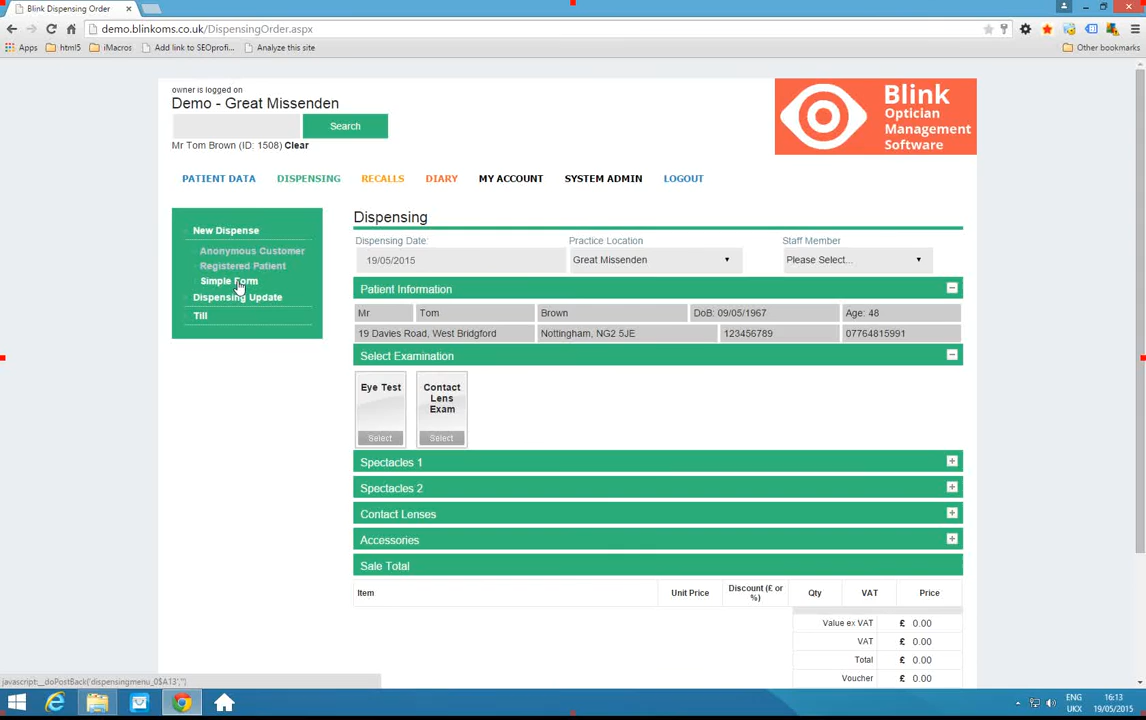 Blink Dispensing Order
demo.blinkoms.co.uk/DispensingOrder.aspx
Apps html5 iMacros Add link to SEOprofi... Analyze this site Other bookmarks
owner is logged on
Demo - Great Missenden
Search
Mr Tom Brown (ID: 1508) Clear
Blink
Optician
Management
Software
PATIENT DATA DISPENSING RECALLS DIARY MY ACCOUNT SYSTEM ADMIN LOGOUT
New Dispense
Anonymous Customer
Registered Patient
Simple Form
Dispensing Update
Till
Dispensing
Dispensing Date: Practice Location Staff Member
19/05/2015 Great Missenden Please Select...
Patient Information
Mr Tom Brown DoB: 09/05/1967 Age: 48
19 Davies Road, West Bridgford Nottingham, NG2 5JE 123456789 07764815991
Select Examination
Eye Test
Select
Contact
Lens
Exam
Select
Spectacles 1
Spectacles 2
Contact Lenses
Accessories
Sale Total
Item Unit Price Discount (£ or %) Qty VAT Price
Value ex VAT £ 0.00
VAT £ 0.00
Total £ 0.00
Voucher £ 0.00
javascript:__doPostBack('dispensingmenu_0$A13','')
ENG
UKX
16:13
19/05/2015